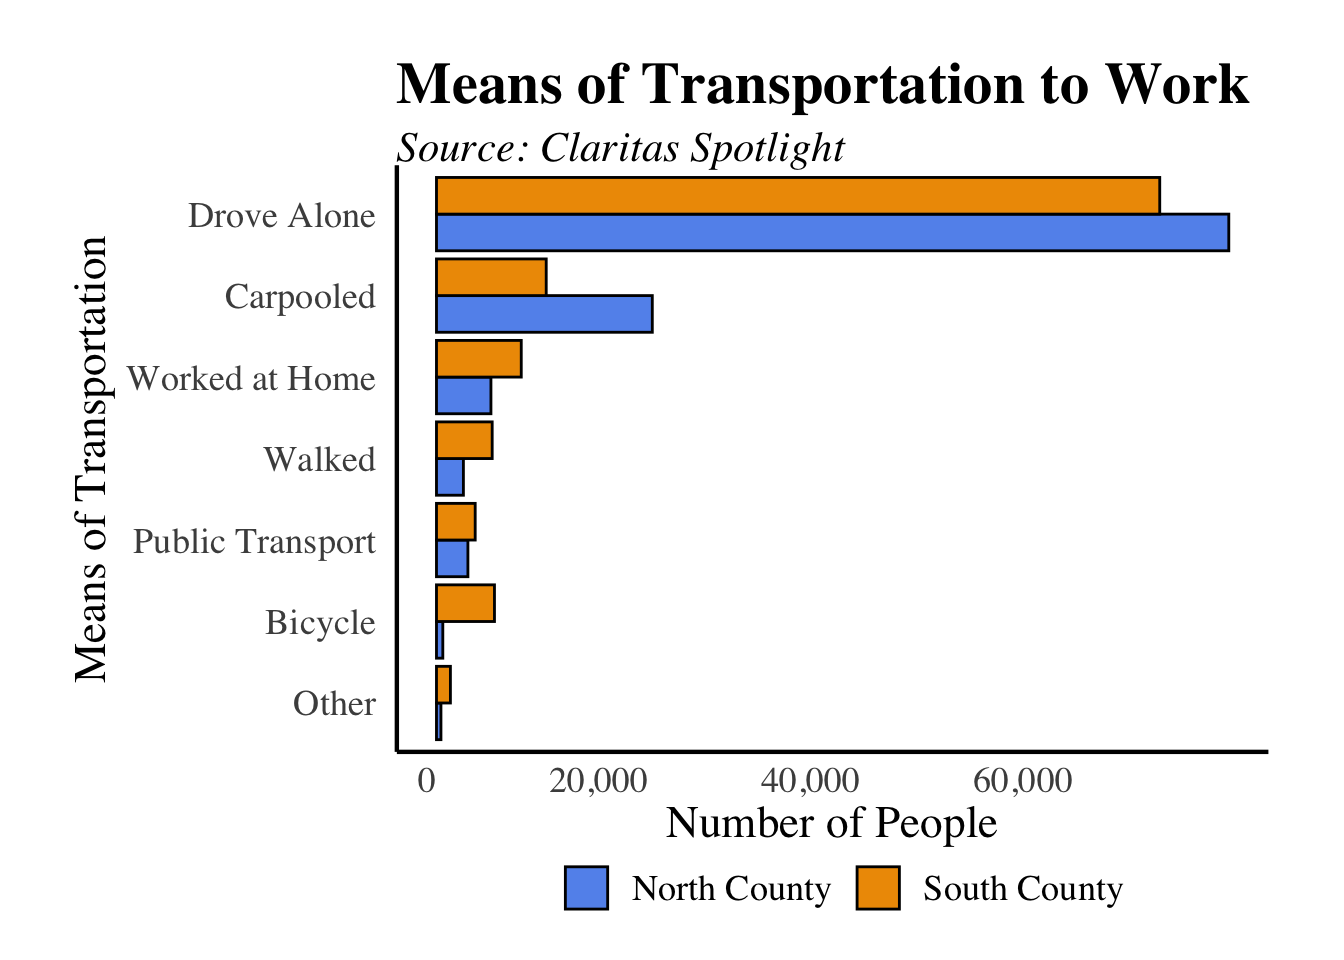 Means of Transportation to Work
Source: Claritas Spotlight
Means of Transportation
Drove Alone
Carpooled
Worked at Home
Walked
Public Transport
Bicycle
Other
0 20,000 40,000 60,000
Number of People
North County South County